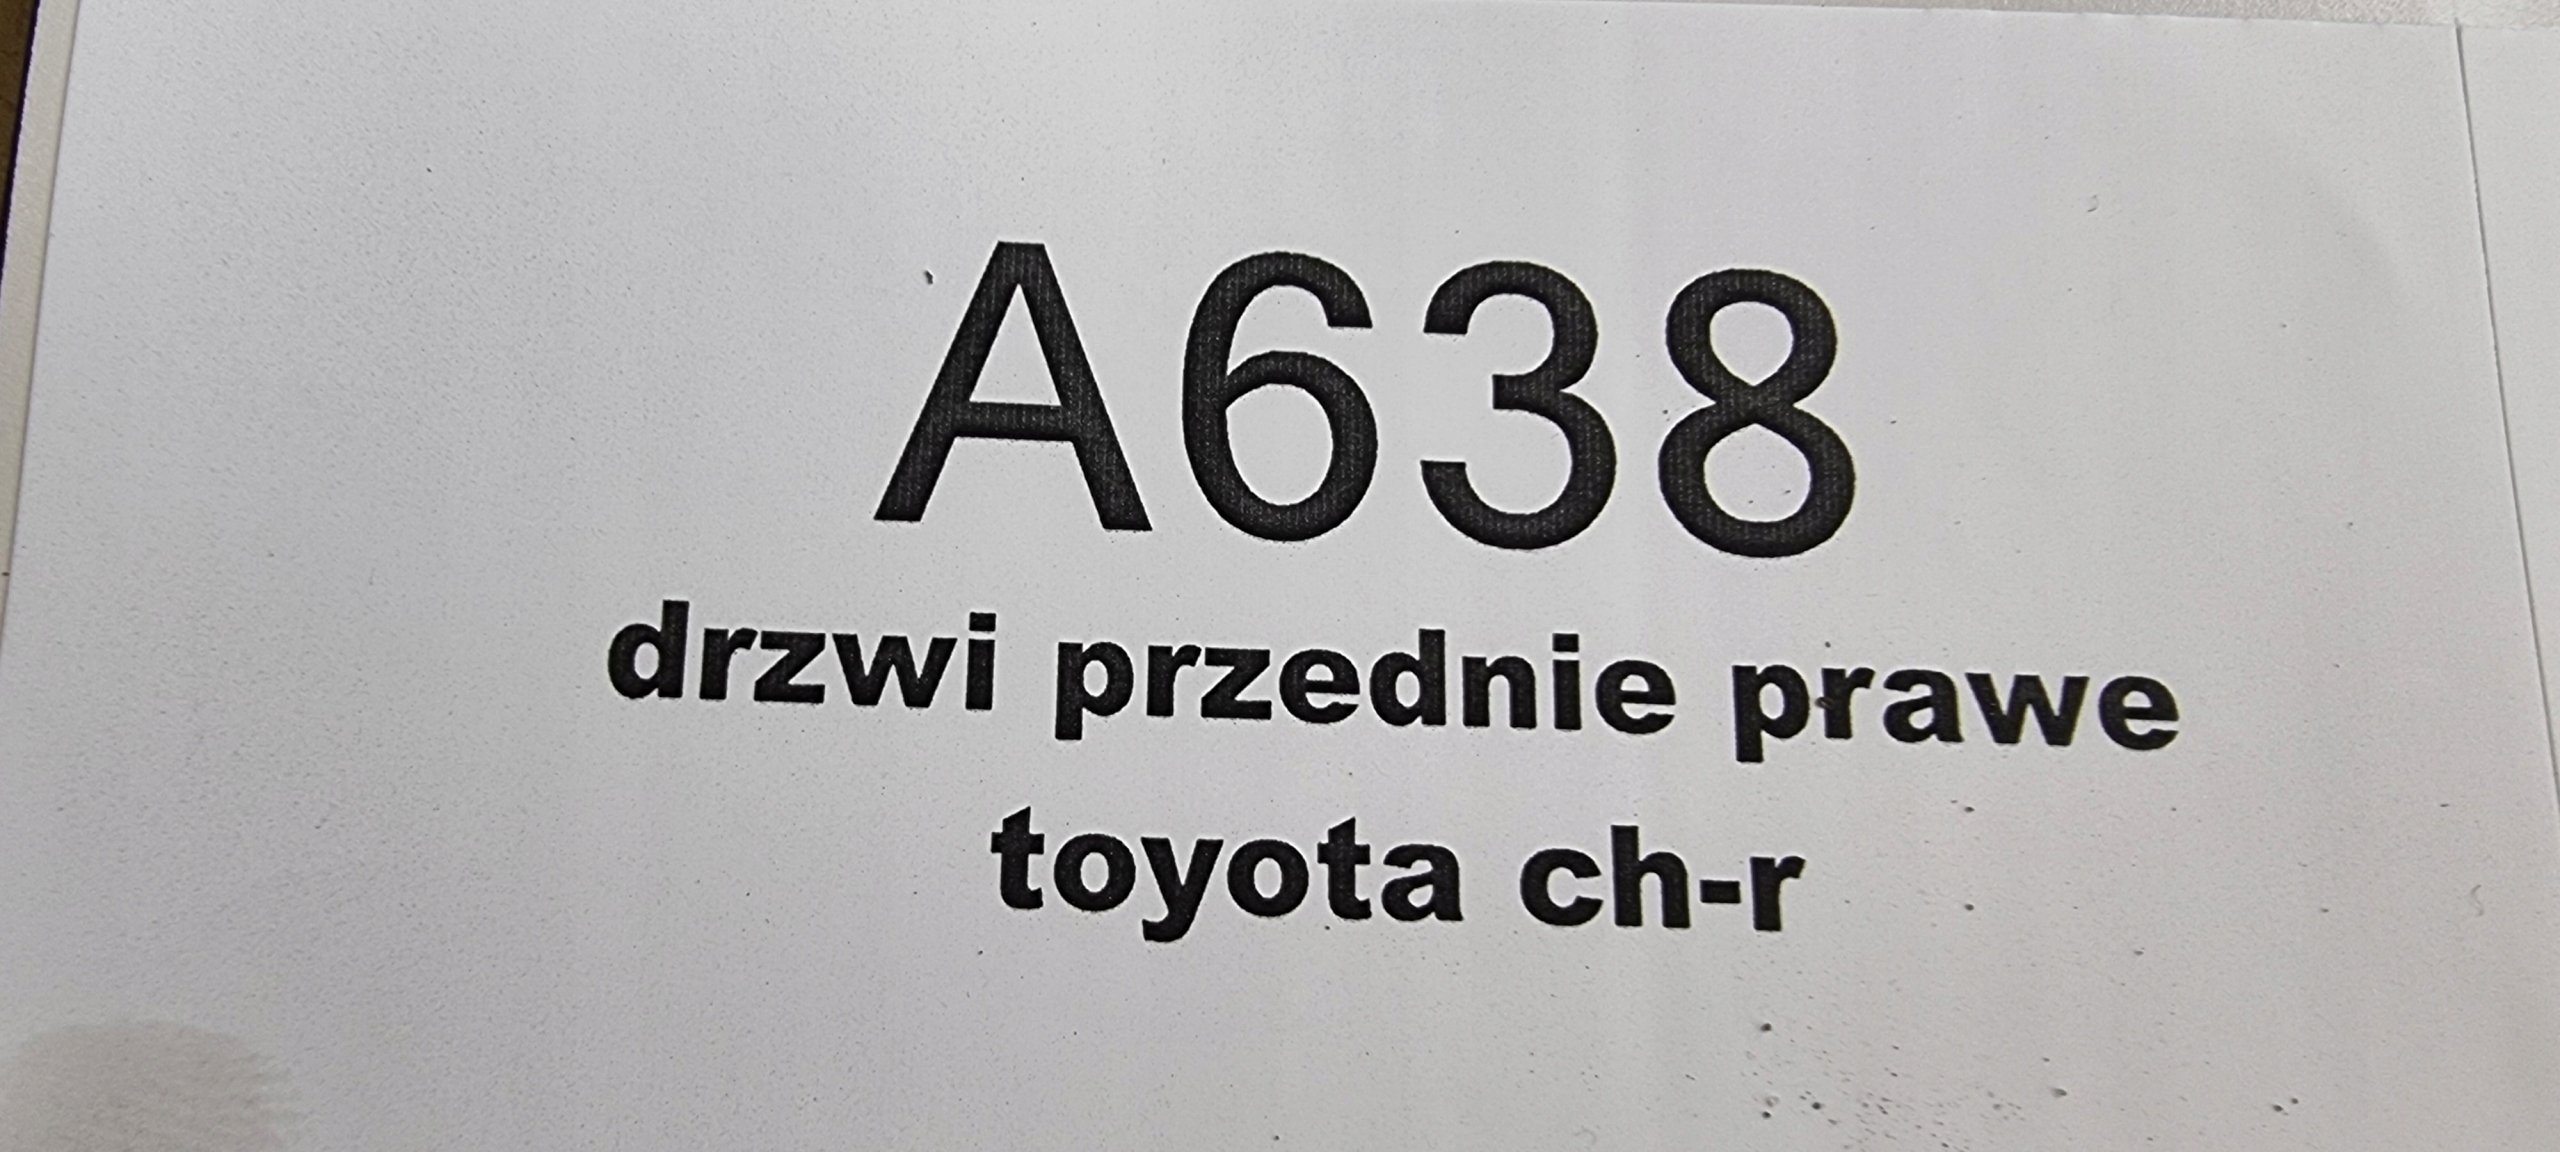 A638
drzwi przednie prawe
toyota ch-r